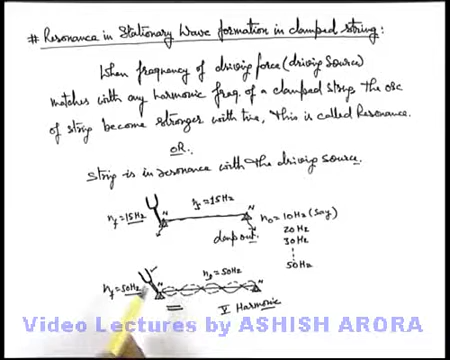 # Resonance in Stationary Wave formation in clamped string:
When frequency of driving force (driving source)
matches with any harmonic freq. of a clamped string the osc
of string become stronger with time, This is called Resonance.
OR.
String is in resonance with the driving source.
n_f = 15Hz
n_s = 15Hz
N
N
damp out.
n_0 = 10Hz (say)
20Hz
30Hz
50Hz
n_f = 50Hz
n_s = 50Hz
N
N
V Harmonic
Video Lectures by ASHISH ARORA